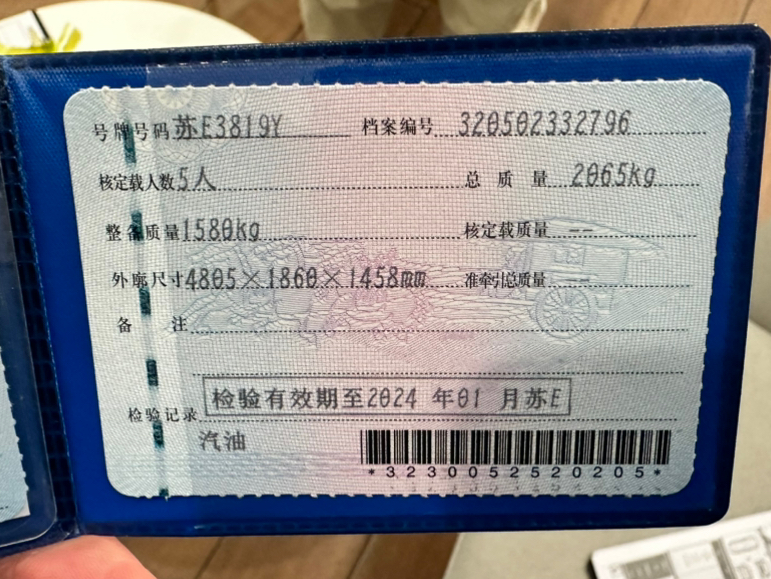 号牌号码 苏E3819Y 档案编号 320502332796
核定载人数 5人 总质量 2065kg
整备质量 1580kg 核定载质量 --
外廓尺寸 4805×1860×1458mm 准牵引总质量 --
备注
检验记录 检验有效期至2024年01月苏E
汽油
*3230052520205*